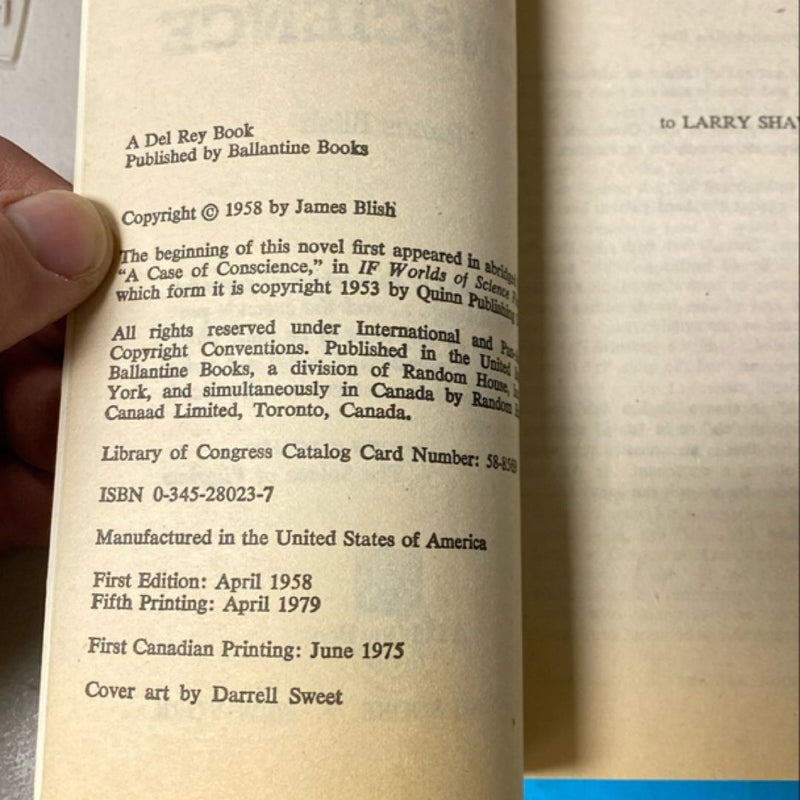 A Del Rey Book
Published by Ballantine Books
Copyright © 1958 by James Blish
The beginning of this novel first appeared in
"A Case of Conscience," in IF Worlds of Science
which form it is copyright 1953 by Quinn Publishing
All rights reserved under International and
Copyright Conventions. Published in the United
Ballantine Books, a division of Random House,
York, and simultaneously in Canada by Random
Canaad Limited, Toronto, Canada.
Library of Congress Catalog Card Number:
ISBN 0-345-28023-7
Manufactured in the United States of America
First Edition: April 1958
Fifth Printing: April 1979
First Canadian Printing: June 1975
Cover art by Darrell Sweet
to LARRY